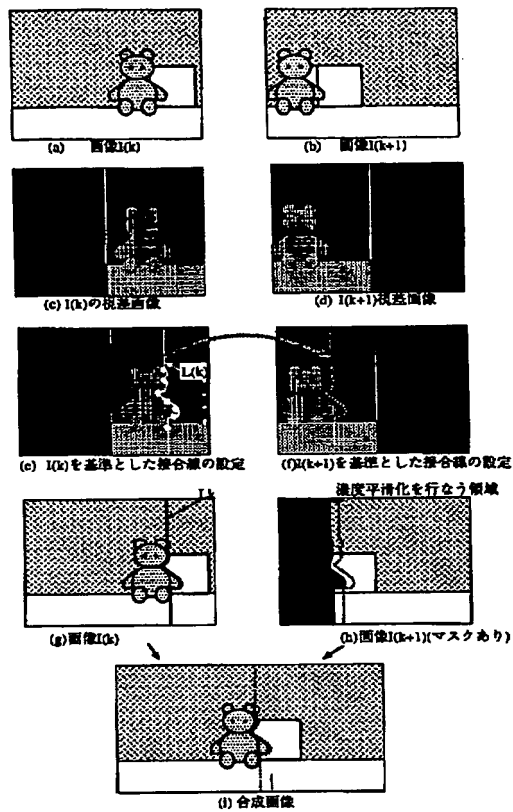 (a) 画像I(k)
(b) 画像I(k+1)
(c) I(k)の視差画像
(d) I(k+1)視差画像
L(k)
(e) I(k)を基準とした接合線の設定
(f)I(k+1)を基準とした接合線の設定
濃度平滑化を行なう領域
(g)画像I(k)
(h)画像I(k+1)(マスクあり)
(i) 合成画像